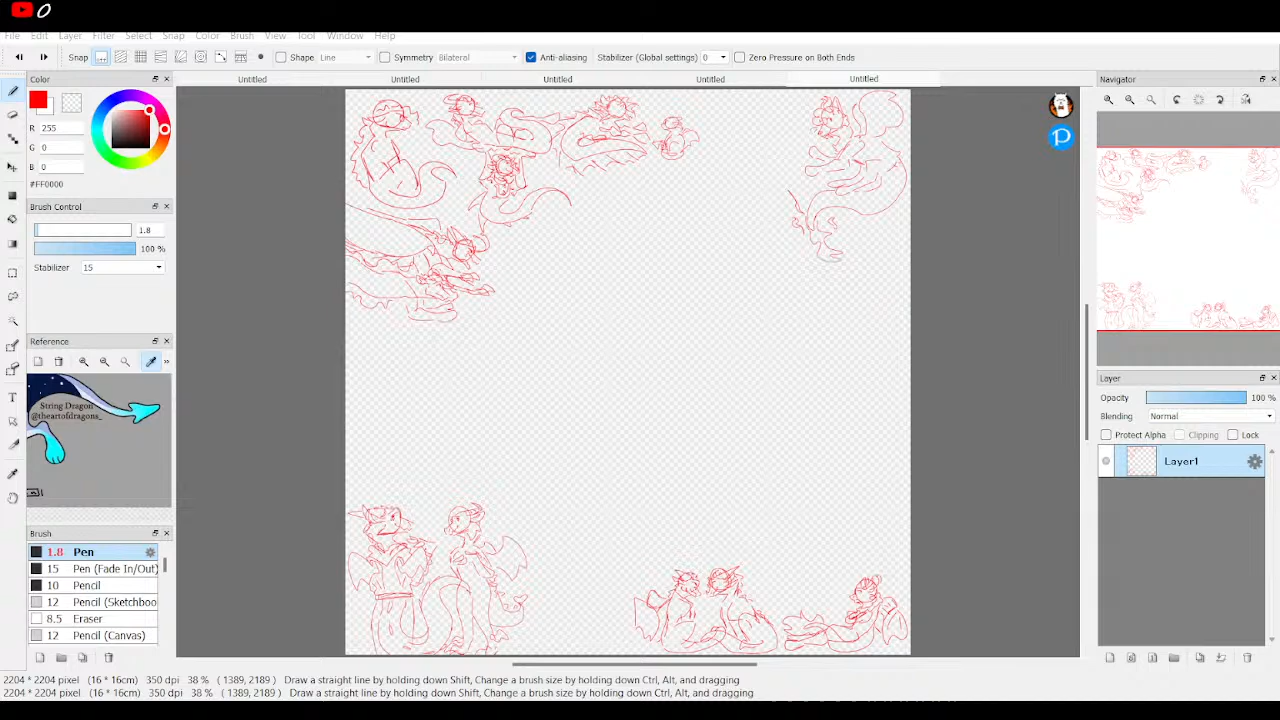 0
File Edit Layer Filter Select Snap Color Brush View Tool Window Help
Snap Shape Line Symmetry Bilateral Anti-aliasing Stabilizer (Global settings) 0 Zero Pressure on Both Ends
Untitled Untitled Untitled Untitled Untitled
Color
R 255
G 0
B 0
#FF0000
Brush Control
1.8
100 %
Stabilizer 15
Reference
String Dragon
@theartofdragons_
Brush
1.8 Pen
15 Pen (Fade In/Out)
10 Pencil
12 Pencil (Sketchboo
8.5 Eraser
12 Pencil (Canvas)
Navigator
Layer
Opacity 100 %
Blending Normal
Protect Alpha Clipping Lock
Layer1
2204 * 2204 pixel (16 * 16cm) 350 dpi 38 % ( 1389, 2189 ) Draw a straight line by holding down Shift, Change a brush size by holding down Ctrl, Alt, and dragging
2204 * 2204 pixel (16 * 16cm) 350 dpi 38 % ( 1389, 2189 ) Draw a straight line by holding down Shift, Change a brush size by holding down Ctrl, Alt, and dragging